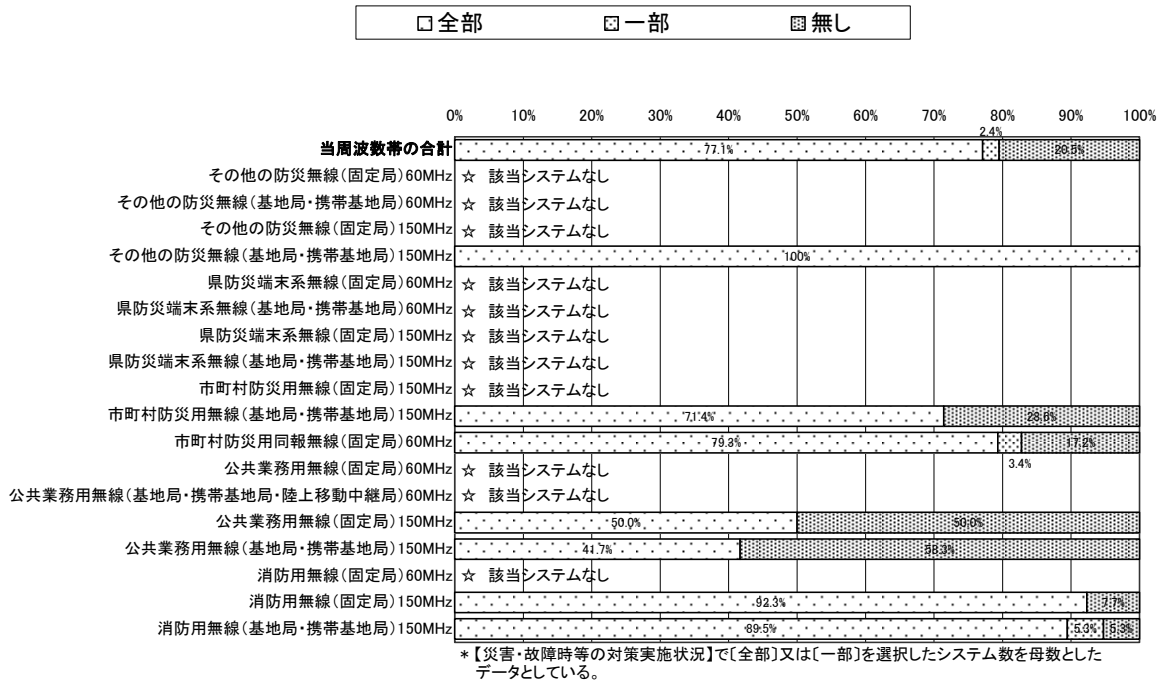 全部 一部 無し
0% 10% 20% 30% 40% 50% 60% 70% 80% 90% 100%
2.4%
当周波数帯の合計 77.1% 20.5%
その他の防災無線(固定局)60MHz ☆ 該当システムなし
その他の防災無線(基地局・携帯基地局)60MHz ☆ 該当システムなし
その他の防災無線(固定局)150MHz ☆ 該当システムなし
その他の防災無線(基地局・携帯基地局)150MHz 100%
県防災端末系無線(固定局)60MHz ☆ 該当システムなし
県防災端末系無線(基地局・携帯基地局)60MHz ☆ 該当システムなし
県防災端末系無線(固定局)150MHz ☆ 該当システムなし
県防災端末系無線(基地局・携帯基地局)150MHz ☆ 該当システムなし
市町村防災用無線(固定局)150MHz ☆ 該当システムなし
市町村防災用無線(基地局・携帯基地局)150MHz 71.4% 28.6%
市町村防災用同報無線(固定局)60MHz 79.3% 17.2%
公共業務用無線(固定局)60MHz ☆ 該当システムなし 3.4%
公共業務用無線(基地局・携帯基地局・陸上移動中継局)60MHz ☆ 該当システムなし
公共業務用無線(固定局)150MHz 50.0% 50.0%
公共業務用無線(基地局・携帯基地局)150MHz 41.7% 58.3%
消防用無線(固定局)60MHz ☆ 該当システムなし
消防用無線(固定局)150MHz 92.3% 7.7%
消防用無線(基地局・携帯基地局)150MHz 89.5% 5.3% 5.3%
*【災害・故障時等の対策実施状況】で〔全部〕又は〔一部〕を選択したシステム数を母数とした
データとしている。